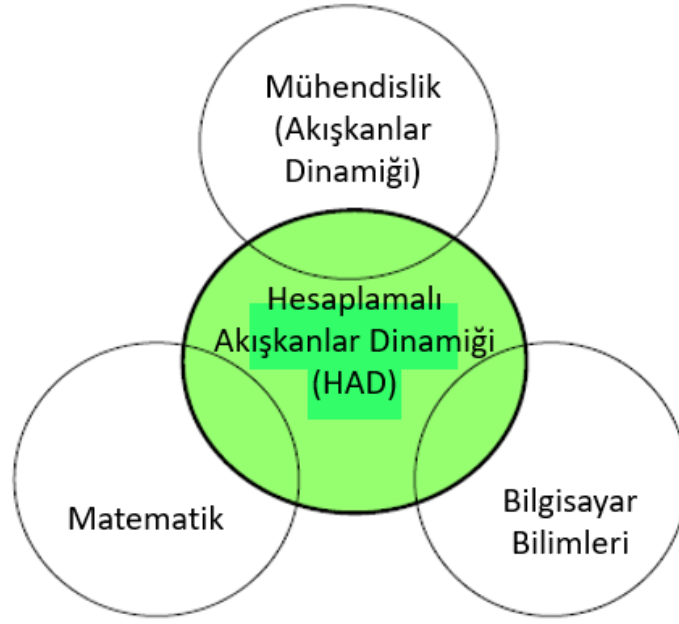 Mühendislik
(Akışkanlar
Dinamiği)
Hesaplamalı
Akışkanlar Dinamiği
(HAD)
Matematik
Bilgisayar
Bilimleri